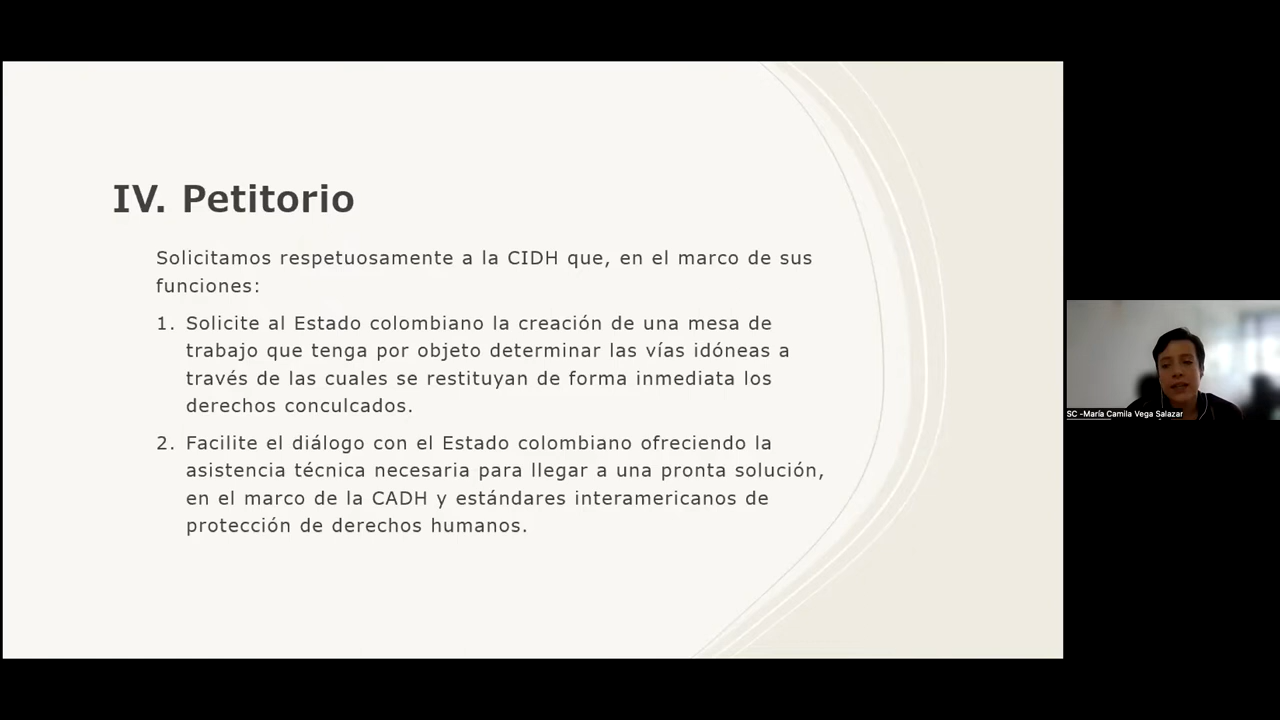 IV. Petitorio
Solicitamos respetuosamente a la CIDH que, en el marco de sus
funciones:
1. Solicite al Estado colombiano la creación de una mesa de
trabajo que tenga por objeto determinar las vías idóneas a
través de las cuales se restituyan de forma inmediata los
derechos conculcados.
2. Facilite el diálogo con el Estado colombiano ofreciendo la
asistencia técnica necesaria para llegar a una pronta solución,
en el marco de la CADH y estándares interamericanos de
protección de derechos humanos.
SC -María Camila Vega Salazar